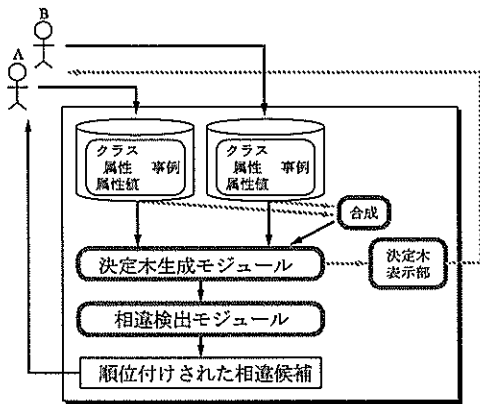 B
A
クラス
属性 事例
属性値
クラス
属性 事例
属性値
合成
決定木生成モジュール
決定木
表示部
相違検出モジュール
順位付けされた相違候補